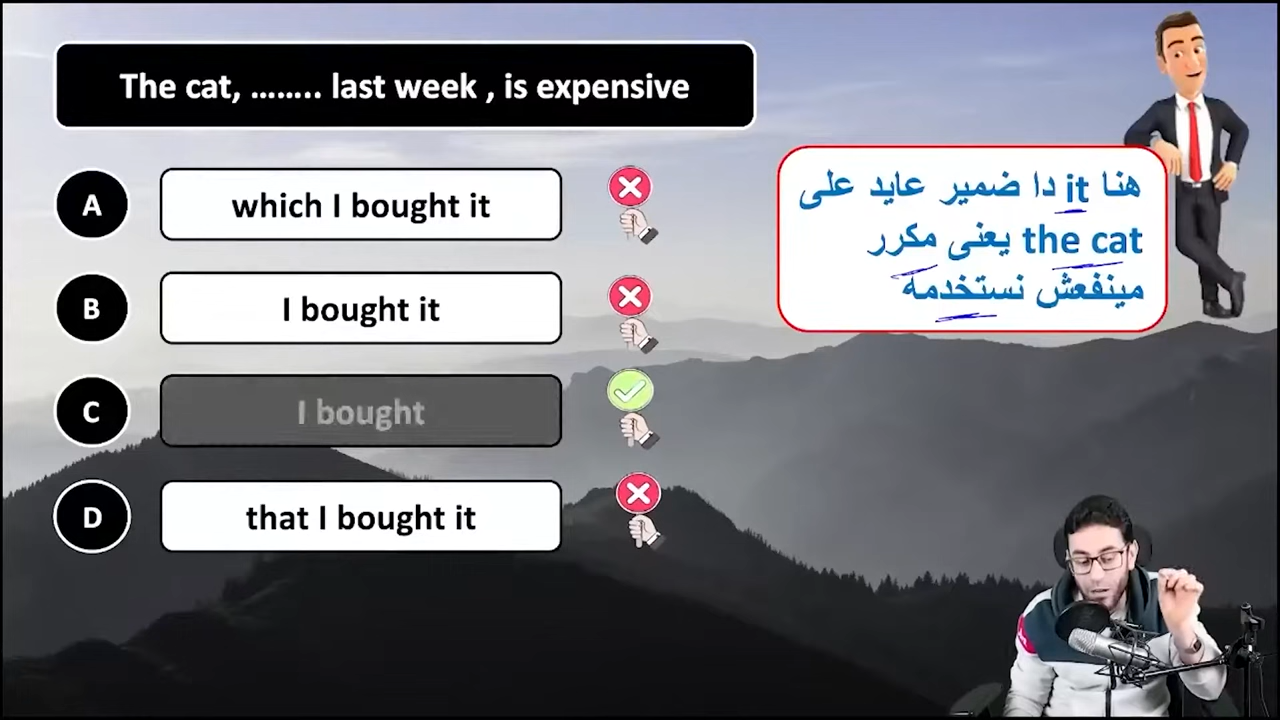 The cat, …….. last week , is expensive
A
which I bought it
B
I bought it
C
I bought
D
that I bought it
هنا it دا ضمير عايد على
the cat يعنى مكرر
مينفعش نستخدمه